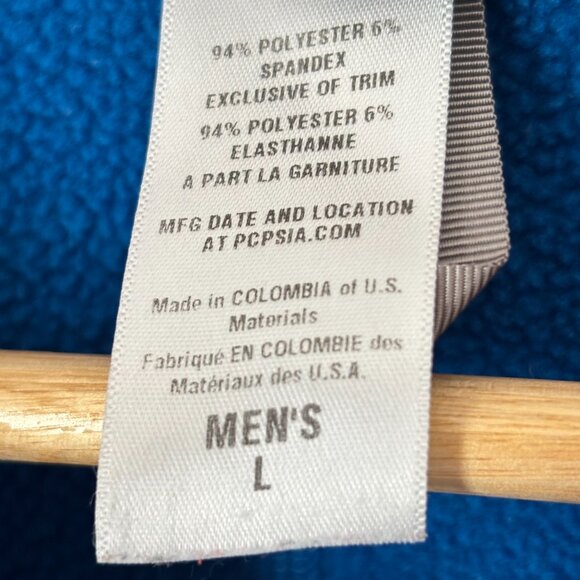 94% POLYESTER 6%
SPANDEX
EXCLUSIVE OF TRIM
94% POLYESTER 6%
ELASTHANNE
A PART LA GARNITURE
MFG DATE AND LOCATION
AT PCPSIA.COM
Made in COLOMBIA of U.S.
Materials
Fabriqué EN COLOMBIE des
Matériaux des U.S.A.
MEN'S
L